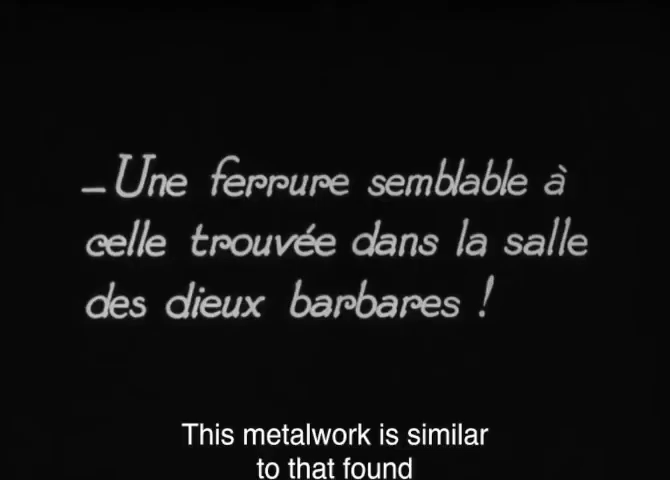 – Une ferrure semblable à
celle trouvée dans la salle
des dieux barbares !
This metalwork is similar
to that found